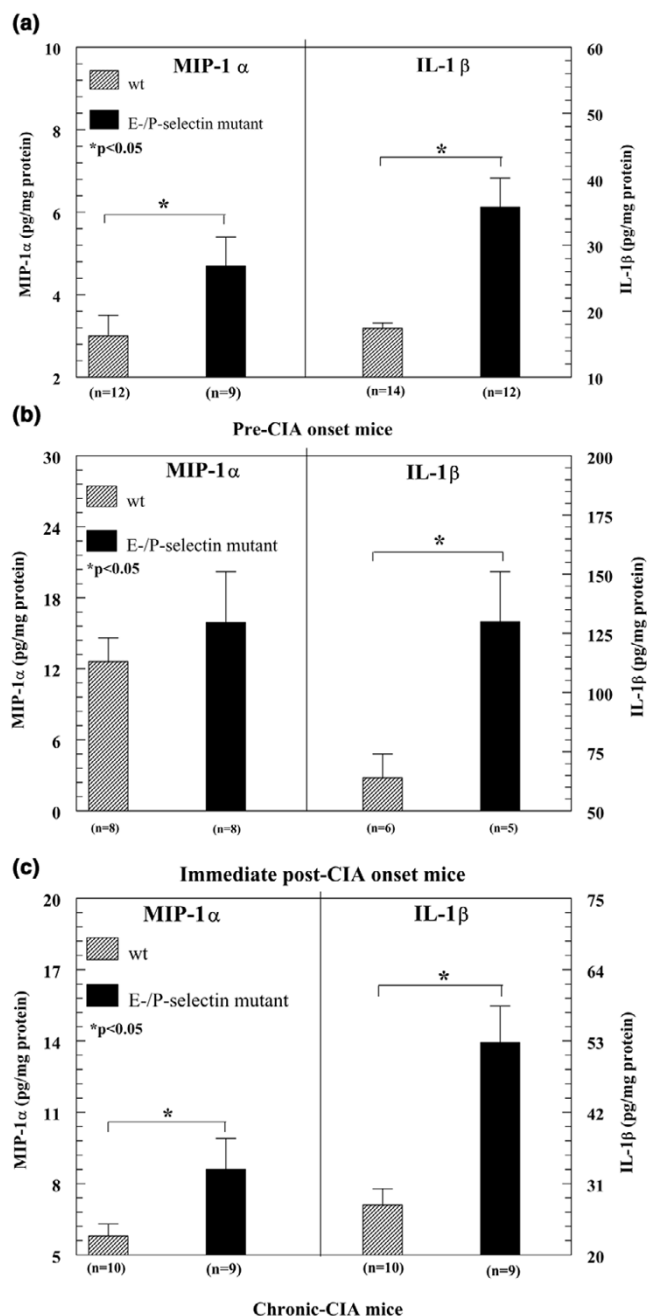 (a)
MIP-1 α IL-1 β
wt
E-/P-selectin mutant
*p<0.05
* *
MIP-1α (pg/mg protein)
10
8
6
4
2
IL-1β (pg/mg protein)
60
50
40
30
20
10
(n=12) (n=9) (n=14) (n=12)
Pre-CIA onset mice
(b)
MIP-1α IL-1β
wt
E-/P-selectin mutant
*p<0.05
*
MIP-1α (pg/mg protein)
30
24
18
12
6
0
IL-1β (pg/mg protein)
200
175
150
125
100
75
50
(n=8) (n=8) (n=6) (n=5)
Immediate post-CIA onset mice
(c)
MIP-1α IL-1β
wt
E-/P-selectin mutant
*p<0.05
* *
MIP-1α (pg/mg protein)
20
17
14
11
8
5
IL-1β (pg/mg protein)
75
64
53
42
31
20
(n=10) (n=9) (n=10) (n=9)
Chronic-CIA mice